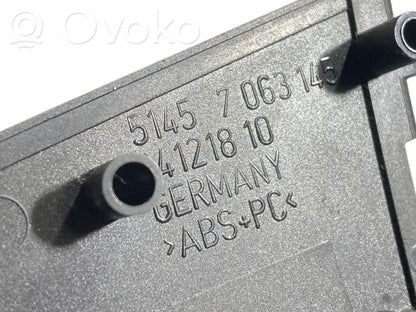 Ovoko
5145 7 063 145
4121810
GERMANY
>ABS+PC<